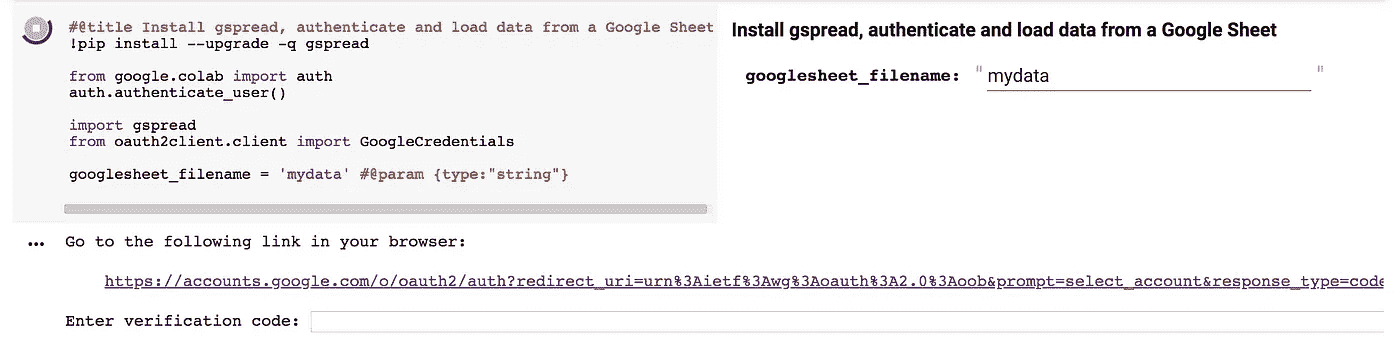 #@title Install gspread, authenticate and load data from a Google Sheet
!pip install --upgrade -q gspread
from google.colab import auth
auth.authenticate_user()
import gspread
from oauth2client.client import GoogleCredentials
googlesheet_filename = 'mydata' #@param {type:"string"}
Install gspread, authenticate and load data from a Google Sheet
googlesheet_filename: " mydata "
... Go to the following link in your browser:
https://accounts.google.com/o/oauth2/auth?redirect_uri=urn%3Aietf%3Awg%3Aoauth%3A2.0%3Aoob&prompt=select_account&response_type=code
Enter verification code: